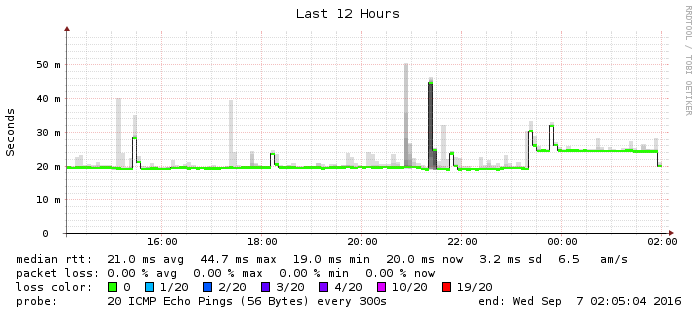 Last 12 Hours
RRDTOOL / TOBI OETIKER
Seconds
50 m
40 m
30 m
20 m
10 m
0
16:00 18:00 20:00 22:00 00:00 02:00
median rtt: 21.0 ms avg 44.7 ms max 19.0 ms min 20.0 ms now 3.2 ms sd 6.5 am/s
packet loss: 0.00 % avg 0.00 % max 0.00 % min 0.00 % now
loss color: 0 1/20 2/20 3/20 4/20 10/20 19/20
probe: 20 ICMP Echo Pings (56 Bytes) every 300s end: Wed Sep 7 02:05:04 2016